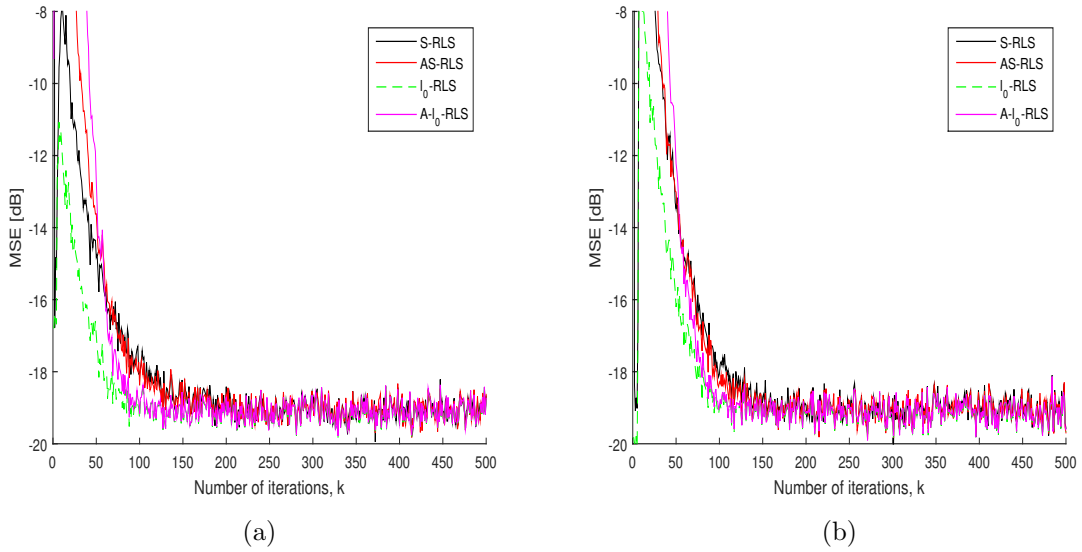 -8
-10
-12
-14
-16
-18
-20
MSE [dB]
0 50 100 150 200 250 300 350 400 450 500
Number of iterations, k
S-RLS
AS-RLS
l0-RLS
A-l0-RLS
(a)
-8
-10
-12
-14
-16
-18
-20
MSE [dB]
0 50 100 150 200 250 300 350 400 450 500
Number of iterations, k
S-RLS
AS-RLS
l0-RLS
A-l0-RLS
(b)